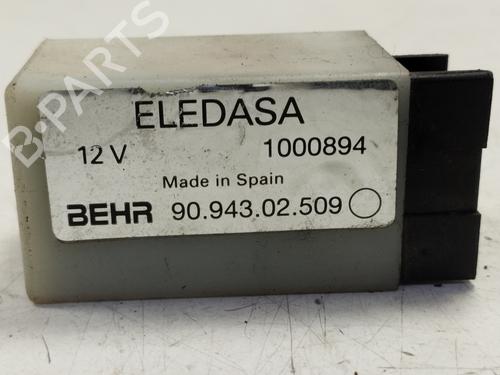 B-PARTS
ELEDASA
12 V 1000894
Made in Spain
BEHR 90.943.02.509